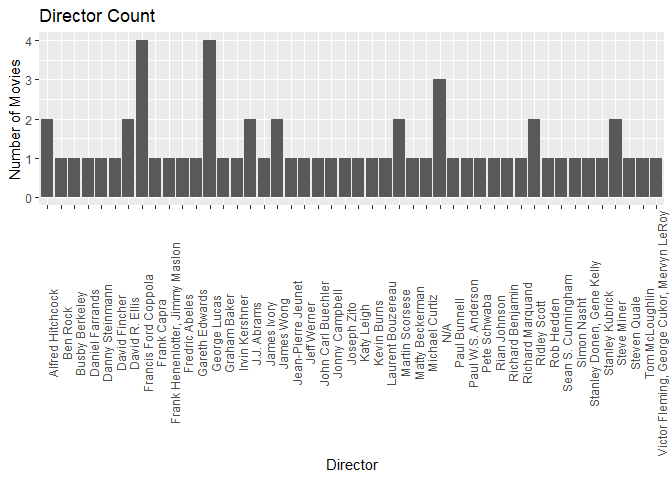 Director Count
Number of Movies
4
3
2
1
0
Alfred Hitchcock
Ben Rock
Busby Berkeley
Daniel Farrands
Danny Steinmann
David Fincher
David R. Ellis
Francis Ford Coppola
Frank Capra
Frank Henenlotter, Jimmy Maslon
Fredric Abeles
Gareth Edwards
George Lucas
Graham Baker
Irvin Kershner
J.J. Abrams
James Ivory
James Wong
Jean-Pierre Jeunet
Jeff Werner
John Carl Buechler
Jonny Campbell
Joseph Zito
Katy Leigh
Kevin Burns
Laurent Bouzereau
Martin Scorsese
Matty Beckerman
Michael Curtiz
N/A
Paul Bunnell
Paul W.S. Anderson
Pete Schwaba
Rian Johnson
Richard Benjamin
Richard Marquand
Ridley Scott
Rob Hedden
Sean S. Cunningham
Simon Nasht
Stanley Donen, Gene Kelly
Stanley Kubrick
Steve Miner
Steven Quale
Tom McLoughlin
Victor Fleming, George Cukor, Mervyn LeRoy
Director